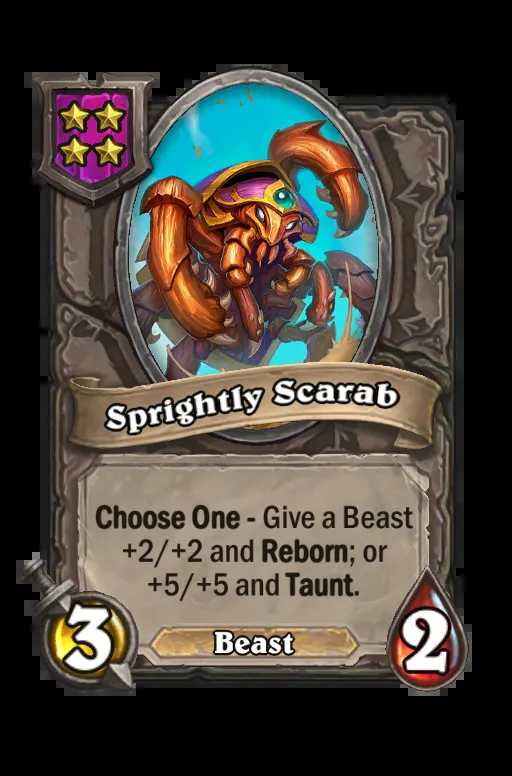 Sprightly Scarab
Choose One - Give a Beast
+2/+2 and Reborn; or
+5/+5 and Taunt.
3
Beast
2